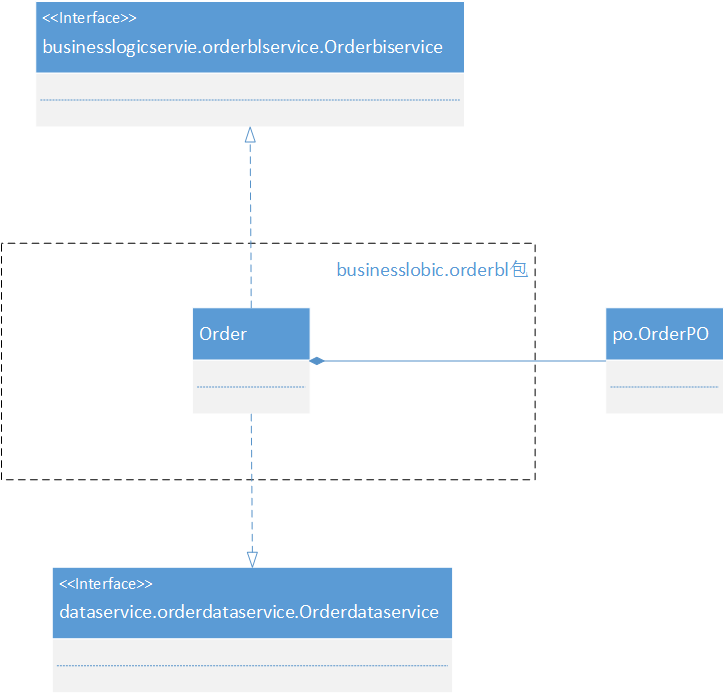 <<Interface>>
businesslogicservie.orderblservice.Orderbiservice
businesslobic.orderbl包
Order
po.OrderPO
<<Interface>>
dataservice.orderdataservice.Orderdataservice